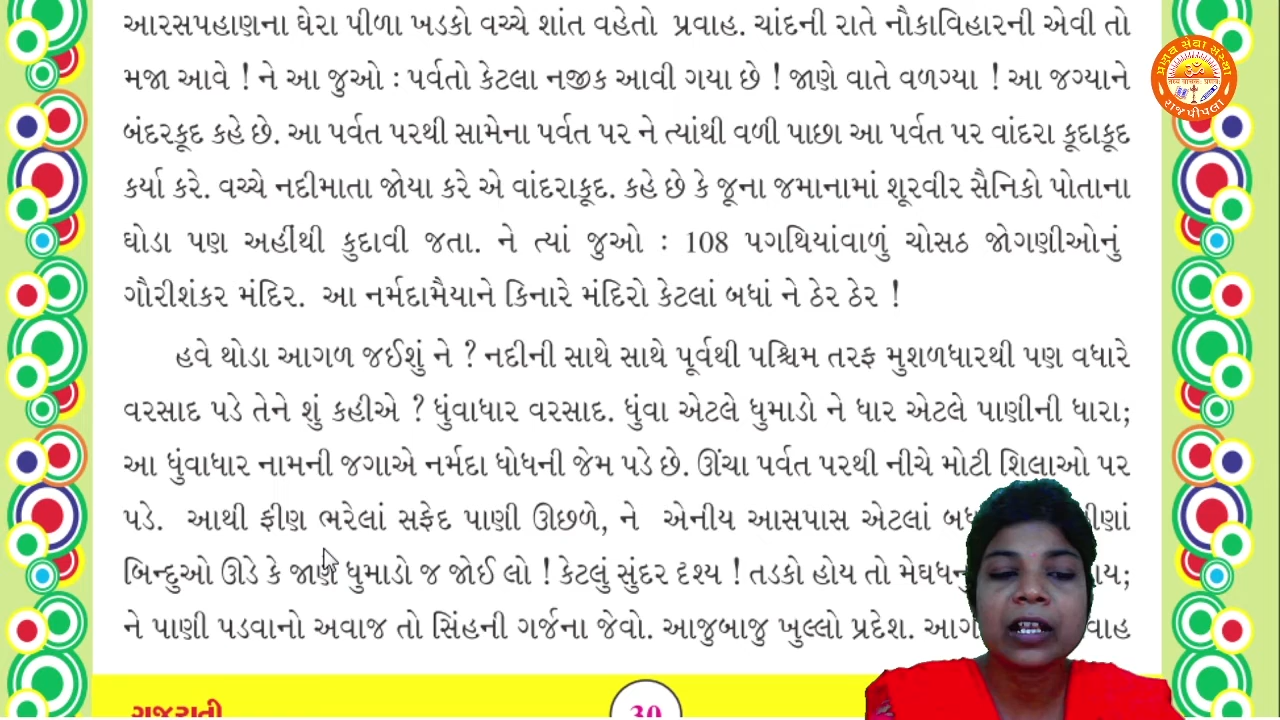 આરસપહાણના ઘેરા પીળા ખડકો વચ્ચે શાંત વહેતો પ્રવાહ. ચાંદની રાતે નૌકાવિહારની એવી તો
મજા આવે ! ને આ જુઓ : પર્વતો કેટલા નજીક આવી ગયા છે ! જાણે વાતે વળગ્યા ! આ જગ્યાને
બંદરકૂદ કહે છે. આ પર્વત પરથી સામેના પર્વત પર ને ત્યાંથી વળી પાછા આ પર્વત પર વાંદરા કૂદાકૂદ
કર્યા કરે. વચ્ચે નદીમાતા જોયા કરે એ વાંદરાકૂદ. કહે છે કે જૂના જમાનામાં શૂરવીર સૈનિકો પોતાના
ઘોડા પણ અહીંથી કુદાવી જતા. ને ત્યાં જુઓ : 108 પગથિયાંવાળું ચોસઠ જોગણીઓનું
ગૌરીશંકર મંદિર. આ નર્મદામૈયાને કિનારે મંદિરો કેટલાં બધાં ને ઠેર ઠેર !
હવે થોડા આગળ જઈશું ને ? નદીની સાથે સાથે પૂર્વથી પશ્ચિમ તરફ મુશળધારથી પણ વધારે
વરસાદ પડે તેને શું કહીએ ? ધુંવાધાર વરસાદ. ધુંવા એટલે ધુમાડો ને ધાર એટલે પાણીની ધારા;
આ ધુંવાધાર નામની જગાએ નર્મદા ધોધની જેમ પડે છે. ઊંચા પર્વત પરથી નીચે મોટી શિલાઓ પર
પડે. આથી ફીણ ભરેલાં સફેદ પાણી ઊછળે, ને એનીય આસપાસ એટલાં
બિન્દુઓ ઊડે કે જાણે ધુમાડો જ જોઈ લો ! કેટલું સુંદર દૃશ્ય ! તડકો હોય તો
ને પાણી પડવાનો અવાજ તો સિંહની ગર્જના જેવો. આજુબાજુ ખુલ્લો પ્રદેશ.
ગુજરાતી
30
પ્રણવ સેવા સંસ્થા
રાજપીપલા